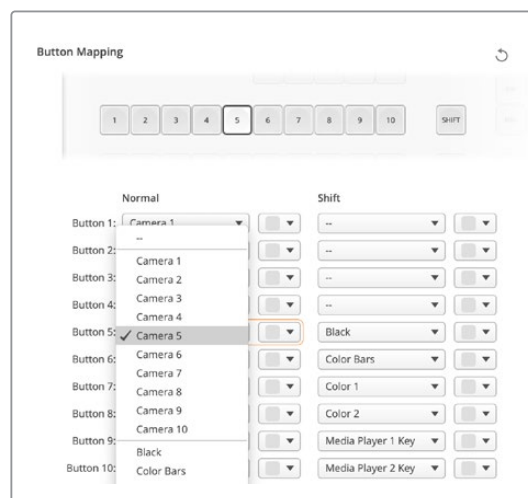 Button Mapping
1 2 3 4 5 6 7 8 9 10 SHIFT
Normal Shift
Button 1: Camera 1 --
--
Button 2: --
Camera 1
Button 3: Camera 2 --
Camera 3
Button 4: --
Camera 4
Button 5: ✓ Camera 5 Black
Button 6: Camera 6 Color Bars
Camera 7
Button 7: Color 1
Camera 8
Button 8: Camera 9 Color 2
Camera 10
Button 9: Media Player 1 Key
Black
Button 10: Color Bars Media Player 2 Key